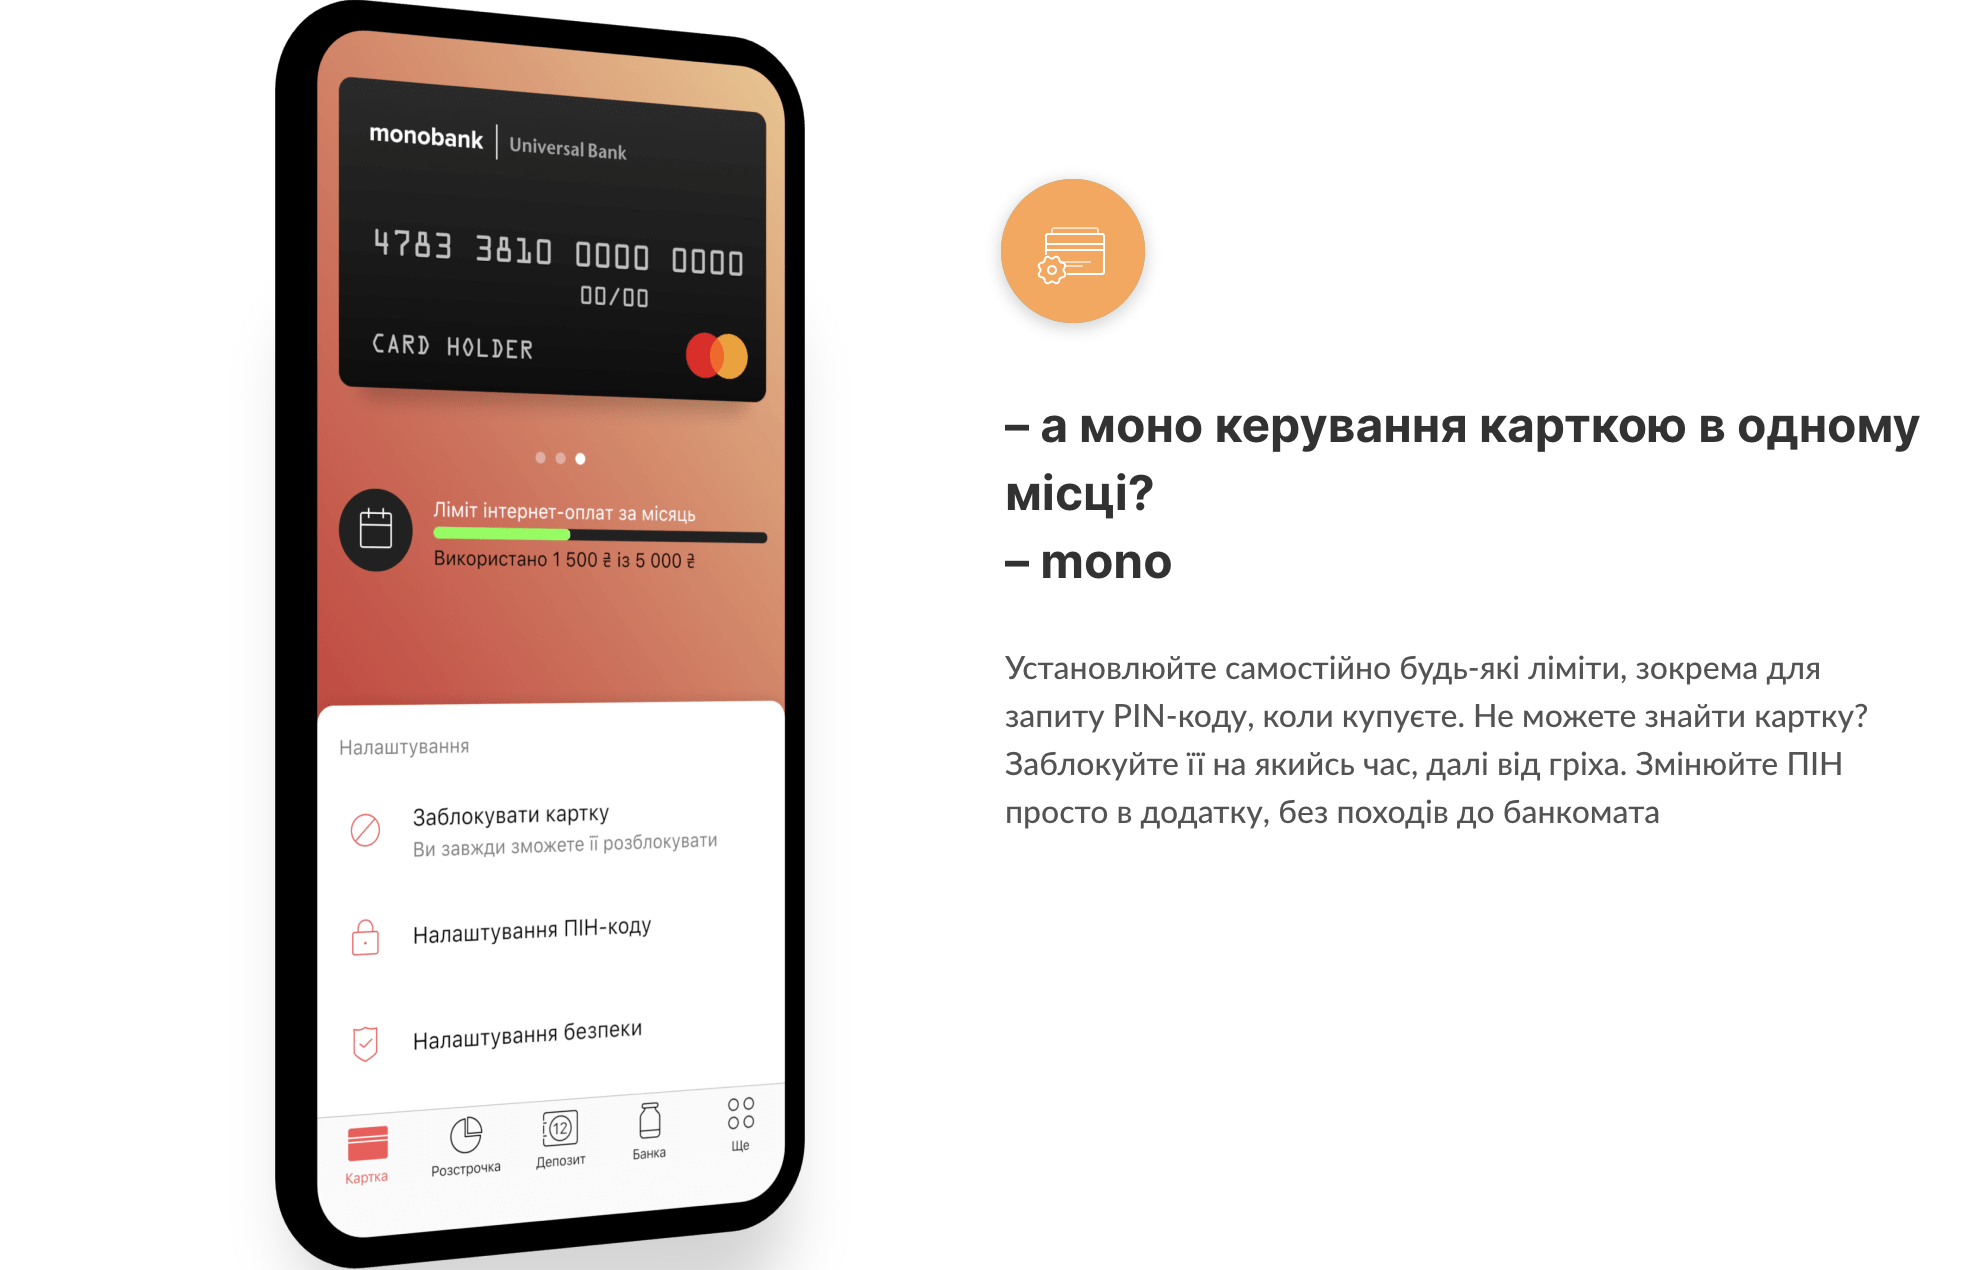 monobank | Universal Bank
4783 3810 0000 0000
00/00
CARD HOLDER
Ліміт інтернет-оплат за місяць
Використано 1 500 ₴ із 5 000 ₴
Налаштування
Заблокувати картку
Ви завжди зможете її розблокувати
Налаштування ПІН-коду
Налаштування безпеки
12
Картка
Розстрочка
Депозит
Банка
Ще
– а моно керування карткою в одному
місці?
– mono
Установлюйте самостійно будь-які ліміти, зокрема для
запиту PIN-коду, коли купуєте. Не можете знайти картку?
Заблокуйте її на якийсь час, далі від гріха. Змінюйте ПІН
просто в додатку, без походів до банкомата